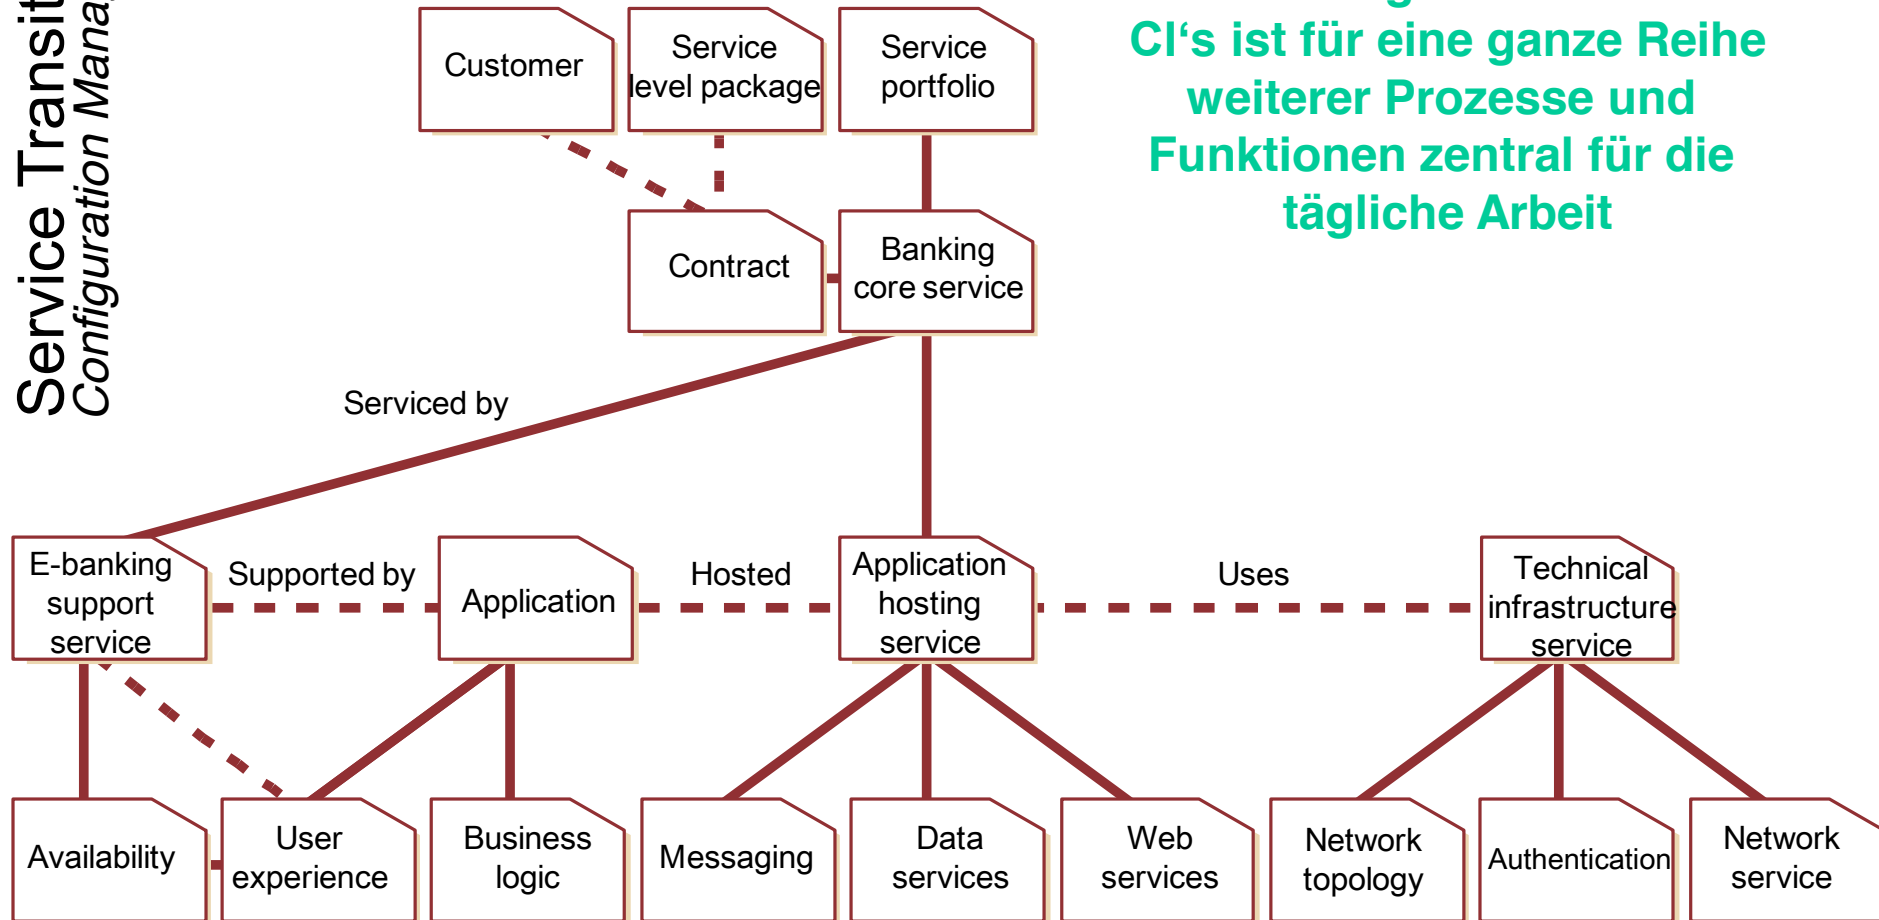 Service Transit
Configuration Mana
CI‘s ist für eine ganze Reihe
weiterer Prozesse und
Funktionen zentral für die
tägliche Arbeit
Customer
Service
level package
Service
portfolio
Contract
Banking
core service
Serviced by
E-banking
support
service
Supported by
Application
Hosted
Application
hosting
service
Uses
Technical
infrastructure
service
Availability
User
experience
Business
logic
Messaging
Data
services
Web
services
Network
topology
Authentication
Network
service